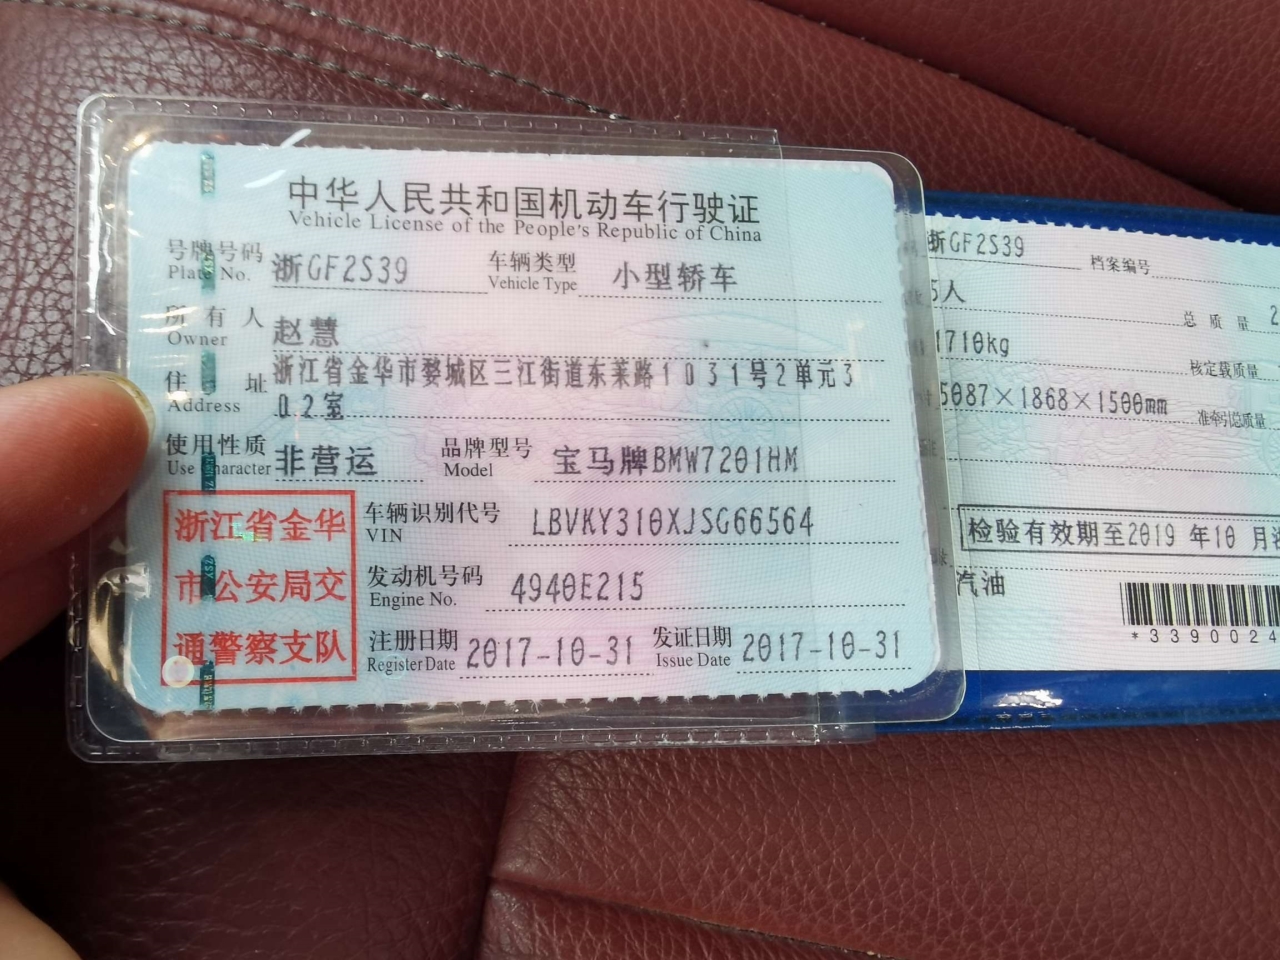 中华人民共和国机动车行驶证
Vehicle License of the People's Republic of China
号牌号码 浙GF2S39 车辆类型 小型轿车
Plate No. Vehicle Type
所有人 赵慧
Owner
住址 浙江省金华市婺城区三江街道东莱路1031号2单元3
Address 02室
使用性质 非营运 品牌型号 宝马牌BMW7201HM
Use Character Model
浙江省金华
市公安局交
通警察支队
车辆识别代号 LBVKY310XJSG66564
VIN
发动机号码 4940E215
Engine No.
注册日期 2017-10-31 发证日期 2017-10-31
Register Date Issue Date
浙GF2S39 档案编号
5人
总质量 2
1710kg
核定载质量
5087×1868×1500mm 准牵引总质量
检验有效期至2019 年10 月
汽油
*3390024